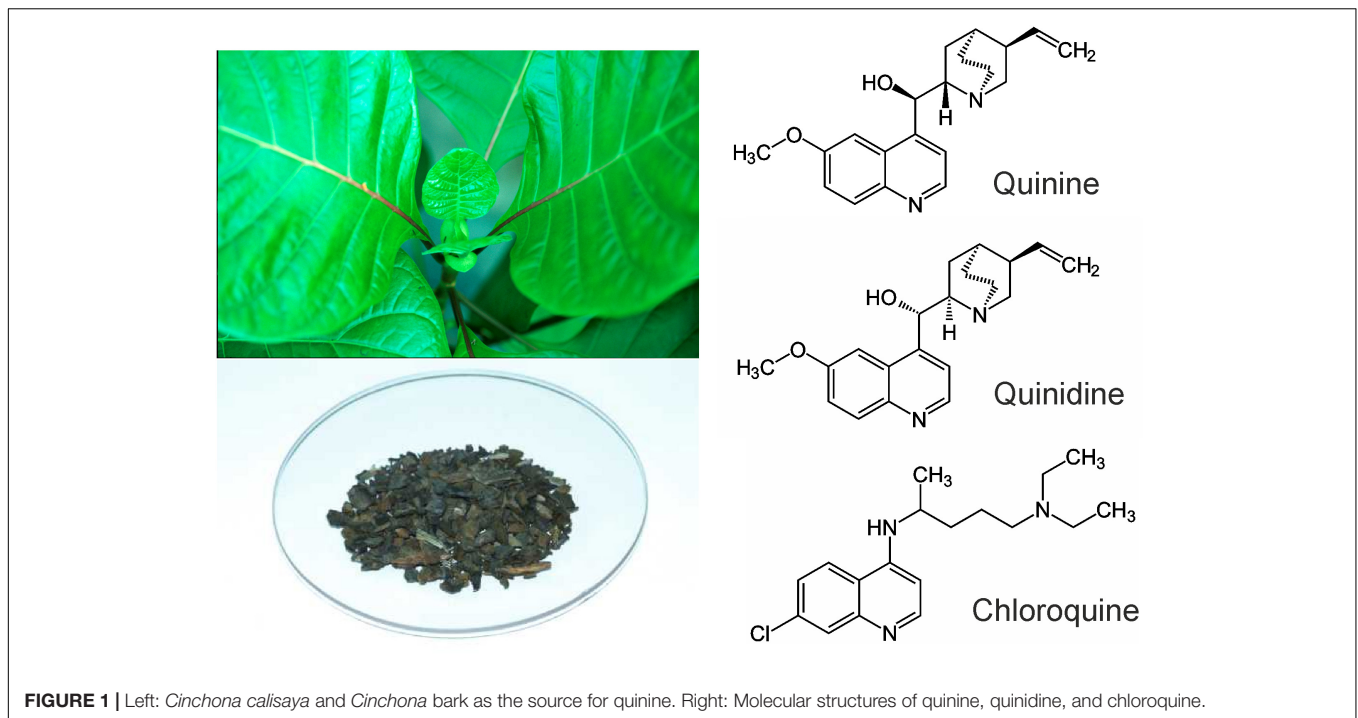 CH₂
HO
N
H
O
H₃C
N
Quinine
CH₂
HO
N
H
O
H₃C
N
Quinidine
CH₃
CH₃
HN
N
CH₃
Cl
N
Chloroquine
FIGURE 1 | Left: Cinchona calisaya and Cinchona bark as the source for quinine. Right: Molecular structures of quinine, quinidine, and chloroquine.